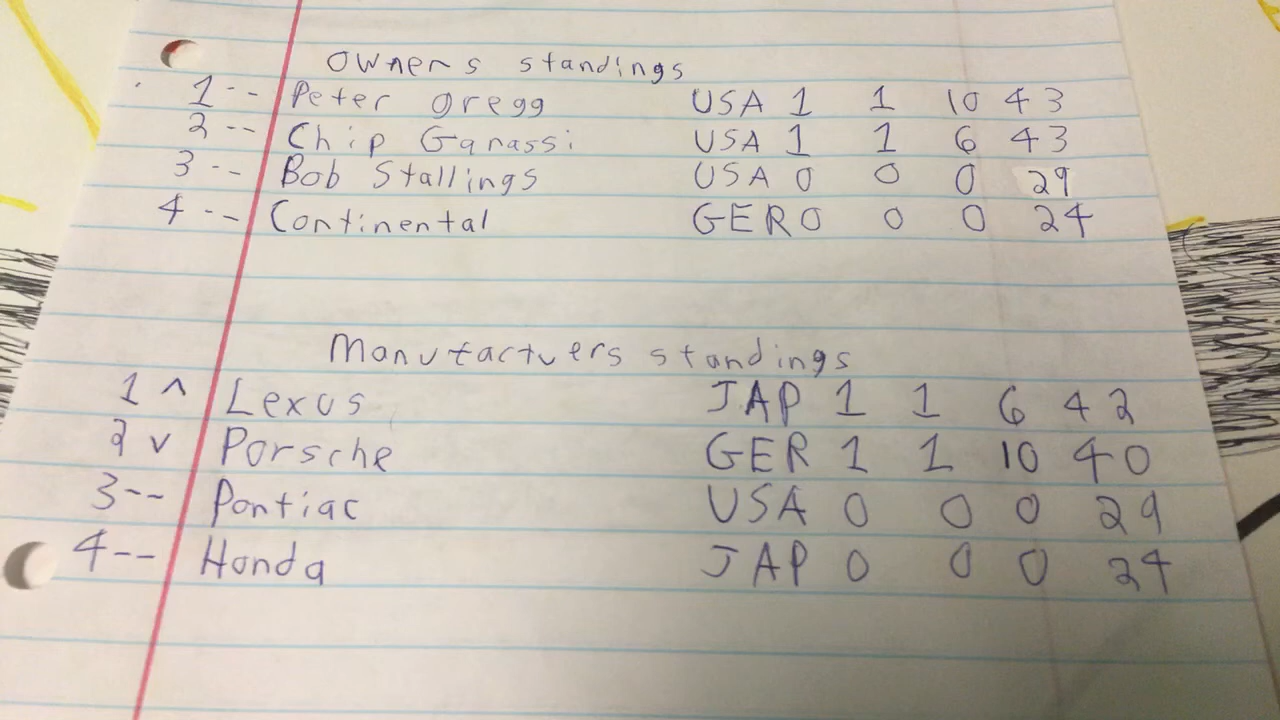 Owners standings
1 -- Peter Gregg USA 1 1 10 43
2 -- Chip Ganassi USA 1 1 6 43
3 -- Bob Stallings USA 0 0 0 29
4 -- Continental GER 0 0 0 24
Manufactuers standings
1 ^ Lexus JAP 1 1 6 42
2 v Porsche GER 1 1 10 40
3 -- Pontiac USA 0 0 0 29
4 -- Honda JAP 0 0 0 24